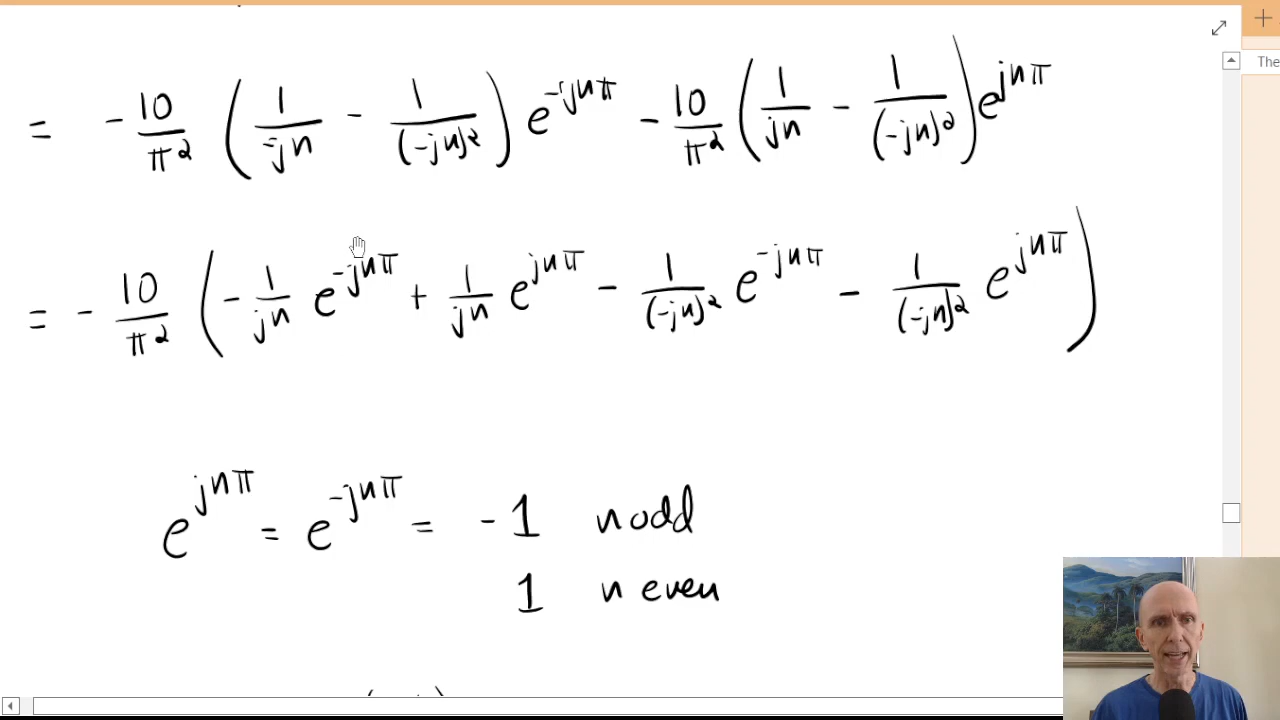 The
= - 10/π² ( 1/-jn - 1/(-jn)² ) e^{-jnπ} - 10/π² ( 1/jn - 1/(-jn)² ) e^{jnπ}
= - 10/π² ( - 1/jn e^{-jnπ} + 1/jn e^{jnπ} - 1/(-jn)² e^{-jnπ} - 1/(-jn)² e^{jnπ} )
e^{jnπ} = e^{-jnπ} = -1 n odd
1 n even